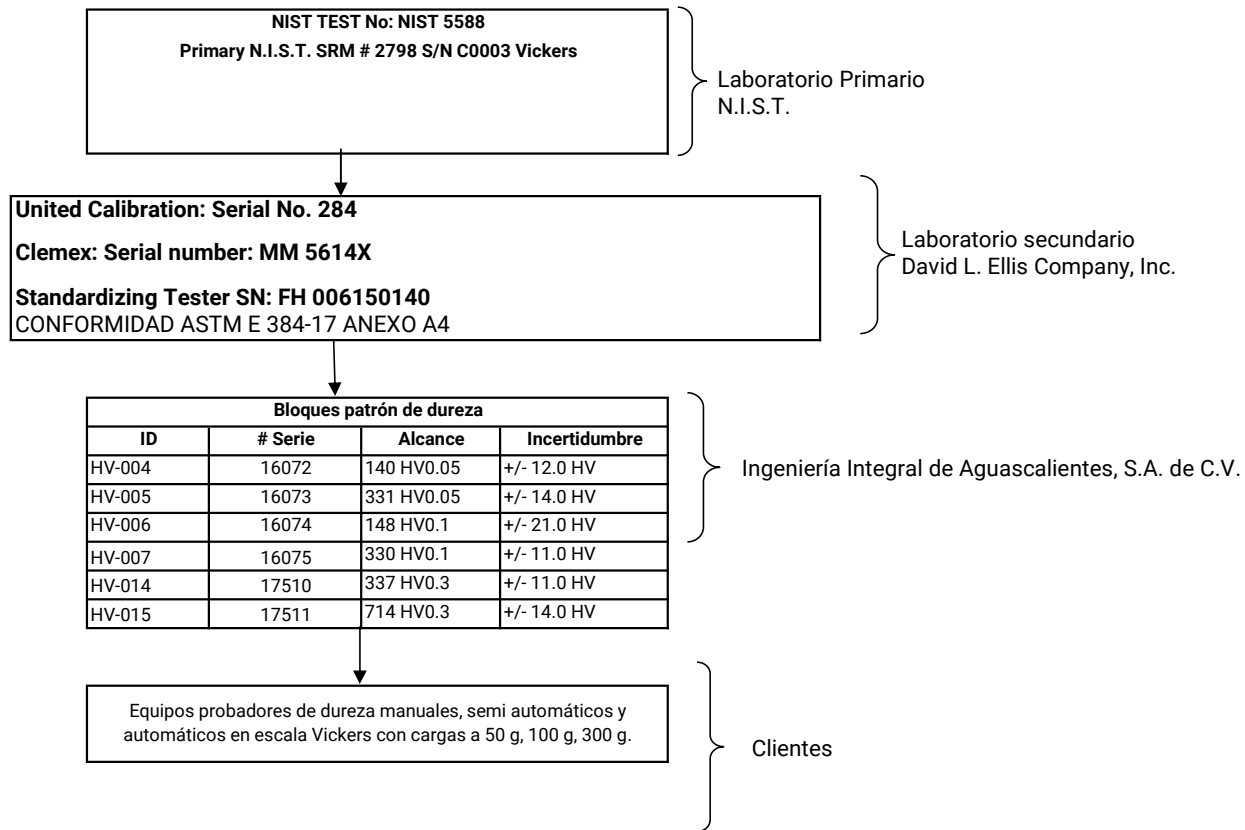 NIST TEST No: NIST 5588
Primary N.I.S.T. SRM # 2798 S/N C0003 Vickers
Laboratorio Primario
N.I.S.T.
United Calibration: Serial No. 284
Clemex: Serial number: MM 5614X
Standardizing Tester SN: FH 006150140
CONFORMIDAD ASTM E 384-17 ANEXO A4
Laboratorio secundario
David L. Ellis Company, Inc.
Bloques patrón de dureza
ID # Serie Alcance Incertidumbre
HV-004 16072 140 HV0.05 +/- 12.0 HV
HV-005 16073 331 HV0.05 +/- 14.0 HV
HV-006 16074 148 HV0.1 +/- 21.0 HV
HV-007 16075 330 HV0.1 +/- 11.0 HV
HV-014 17510 337 HV0.3 +/- 11.0 HV
HV-015 17511 714 HV0.3 +/- 14.0 HV
Ingeniería Integral de Aguascalientes, S.A. de C.V.
Equipos probadores de dureza manuales, semi automáticos y
automáticos en escala Vickers con cargas a 50 g, 100 g, 300 g.
Clientes